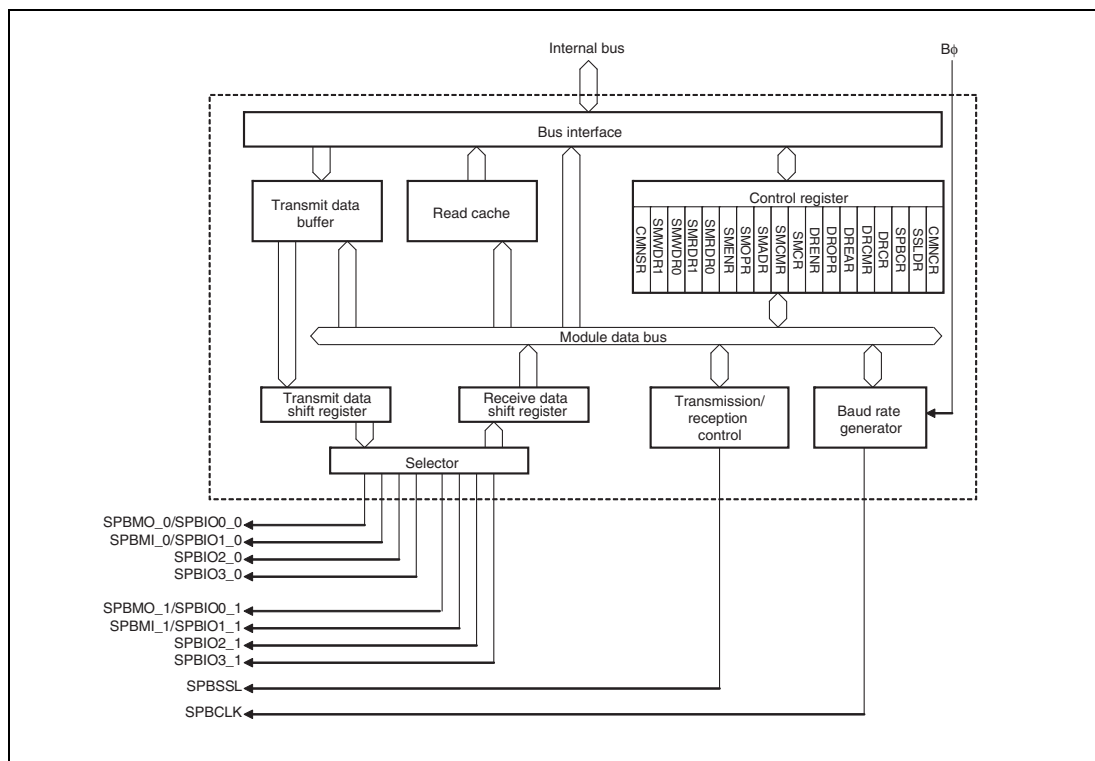 Internal bus
Bϕ
Bus interface
Transmit data
buffer
Read cache
Control register
CMNSR
SMWDR1
SMWDR0
SMRDR1
SMRDR0
SMENR
SMOPR
SMADR
SMCMR
SMCR
DRENR
DROPR
DREAR
DRCMR
DRCR
SPBCR
SSLDR
CMNCR
Module data bus
Transmit data
shift register
Receive data
shift register
Transmission/
reception
control
Baud rate
generator
Selector
SPBMO_0/SPBIO0_0
SPBMI_0/SPBIO1_0
SPBIO2_0
SPBIO3_0
SPBMO_1/SPBIO0_1
SPBMI_1/SPBIO1_1
SPBIO2_1
SPBIO3_1
SPBSSL
SPBCLK